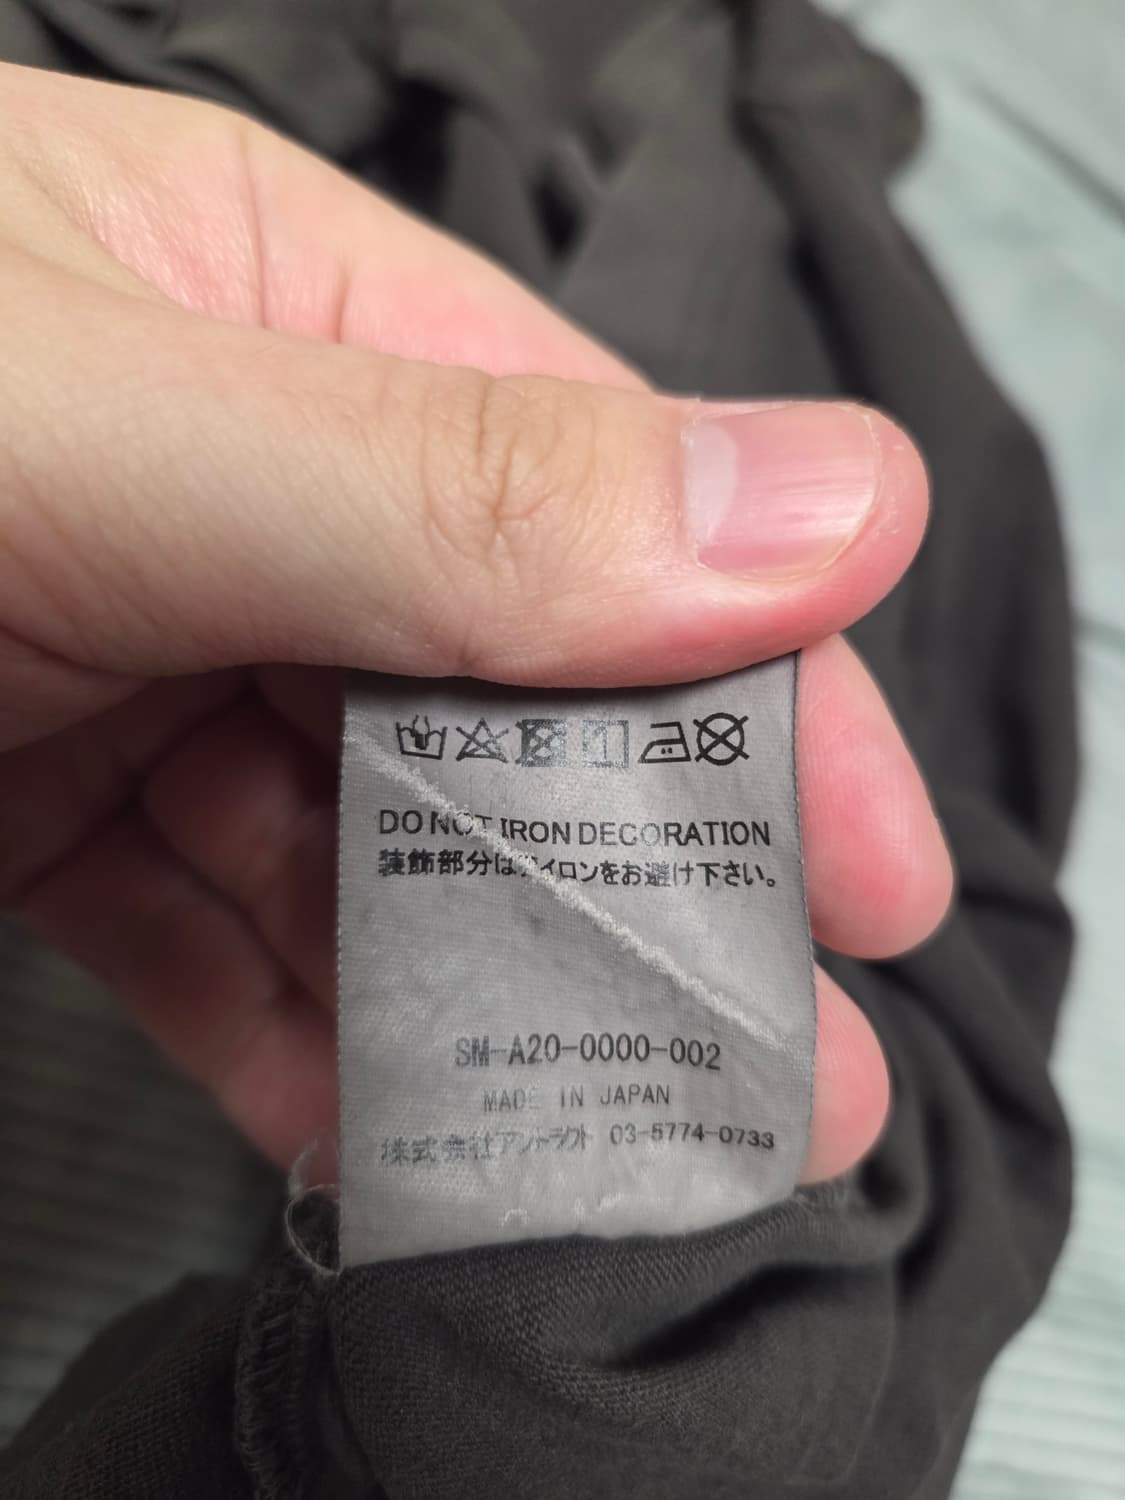 DO NOT IRON DECORATION
装飾部分はアイロンをお避け下さい。
SM-A20-0000-002
MADE IN JAPAN
株式会社アントラクト 03-5774-0733